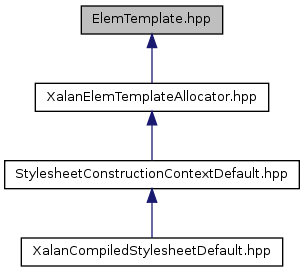 ElemTemplate.hpp
XalanElemTemplateAllocator.hpp
StylesheetConstructionContextDefault.hpp
XalanCompiledStylesheetDefault.hpp